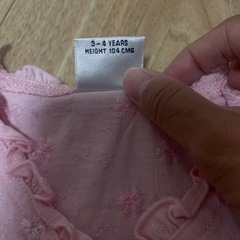 3-4 YEARS
HEIGHT 104 CMS